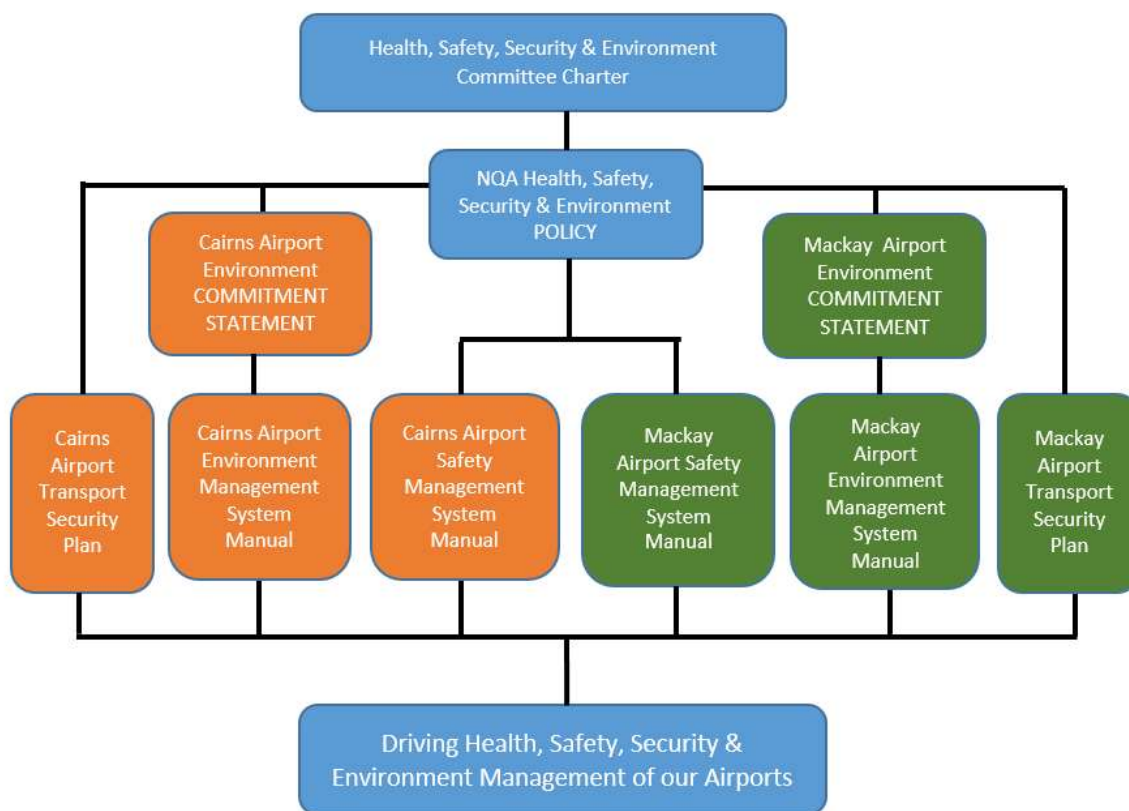 Health, Safety, Security & Environment
Committee Charter
NQA Health, Safety,
Security & Environment
POLICY
Cairns Airport
Environment
COMMITMENT
STATEMENT
Mackay Airport
Environment
COMMITMENT
STATEMENT
Cairns
Airport
Transport
Security
Plan
Cairns Airport
Environment
Management
System
Manual
Cairns Airport
Safety
Management
System
Manual
Mackay
Airport Safety
Management
System
Manual
Mackay
Airport
Environment
Management
System
Manual
Mackay
Airport
Transport
Security
Plan
Driving Health, Safety, Security &
Environment Management of our Airports